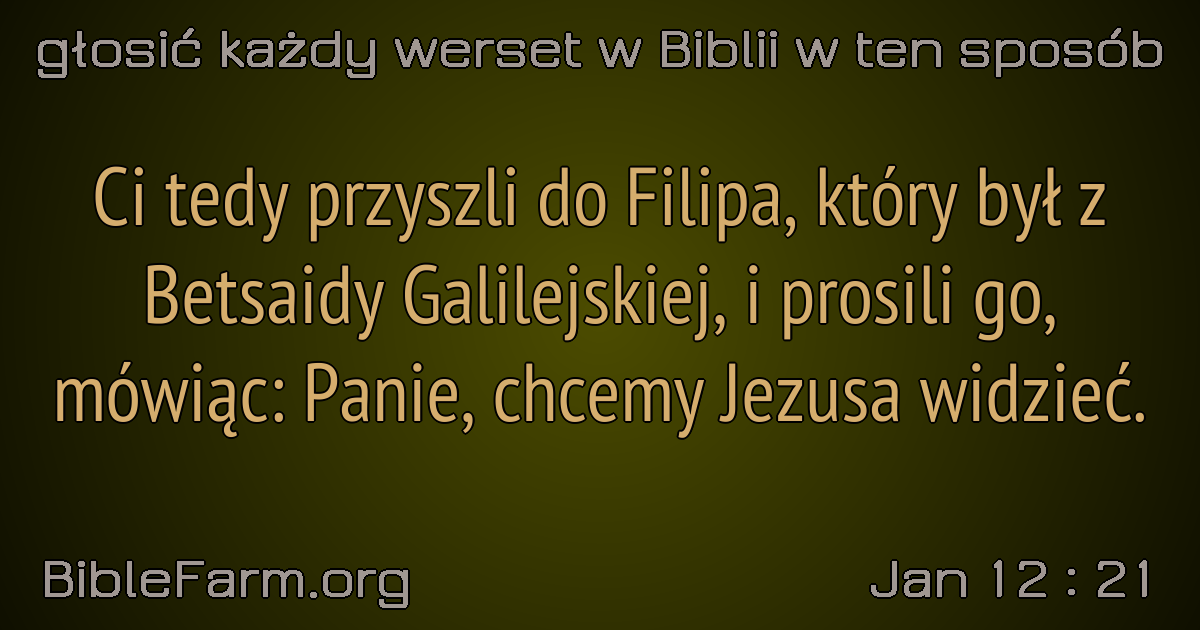 głosić każdy werset w Biblii w ten sposób
Ci tedy przyszli do Filipa, który był z
Betsaidy Galilejskiej, i prosili go,
mówiąc: Panie, chcemy Jezusa widzieć.
BibleFarm.org
Jan 12 : 21